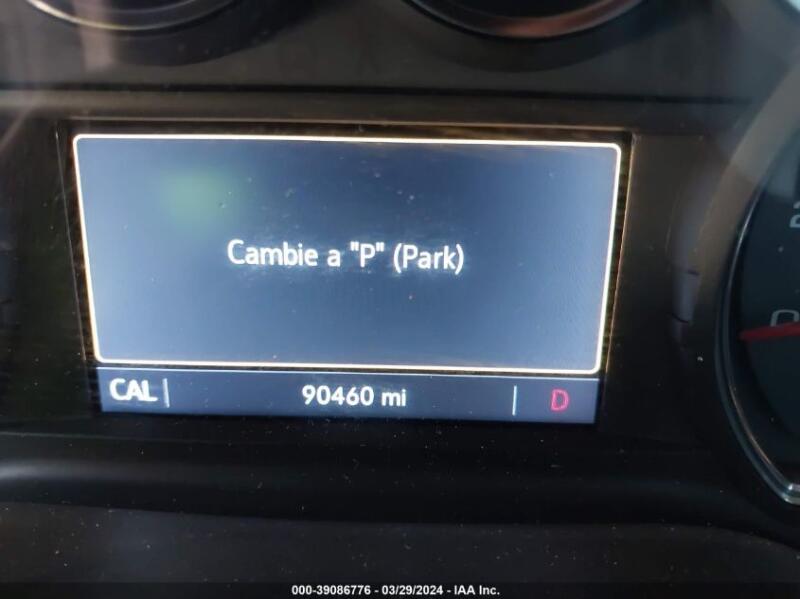 Cambie a "P" (Park)
CAL 90460 mi D
000-39086776 - 03/29/2024 - IAA Inc.